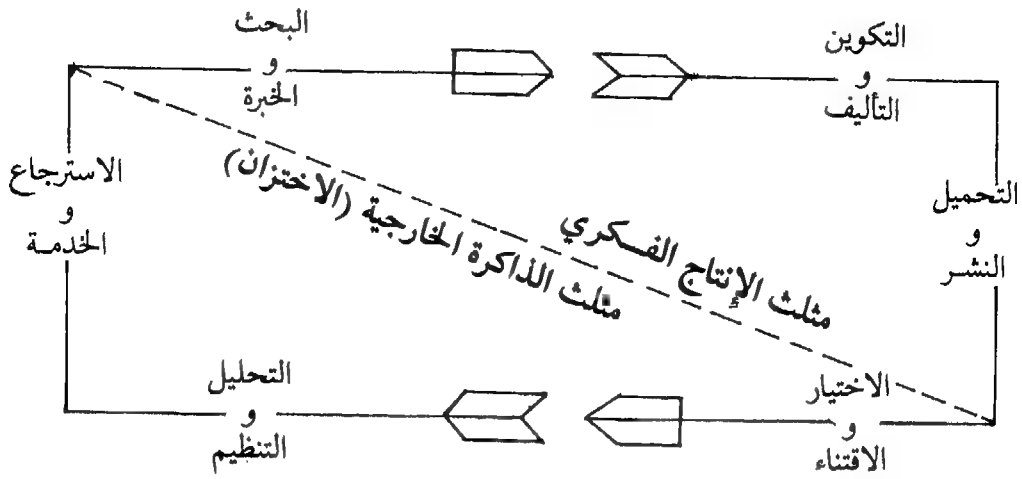 التكوين
و
التأليف
البحث
و
الخبرة
التحميل
و
النشر
الاسترجاع
و
الخدمة
مثلث الإنتاج الفكري
مثلث الذاكرة الخارجية (الاختزان)
الاختيار
و
الاقتناء
التحليل
و
التنظيم